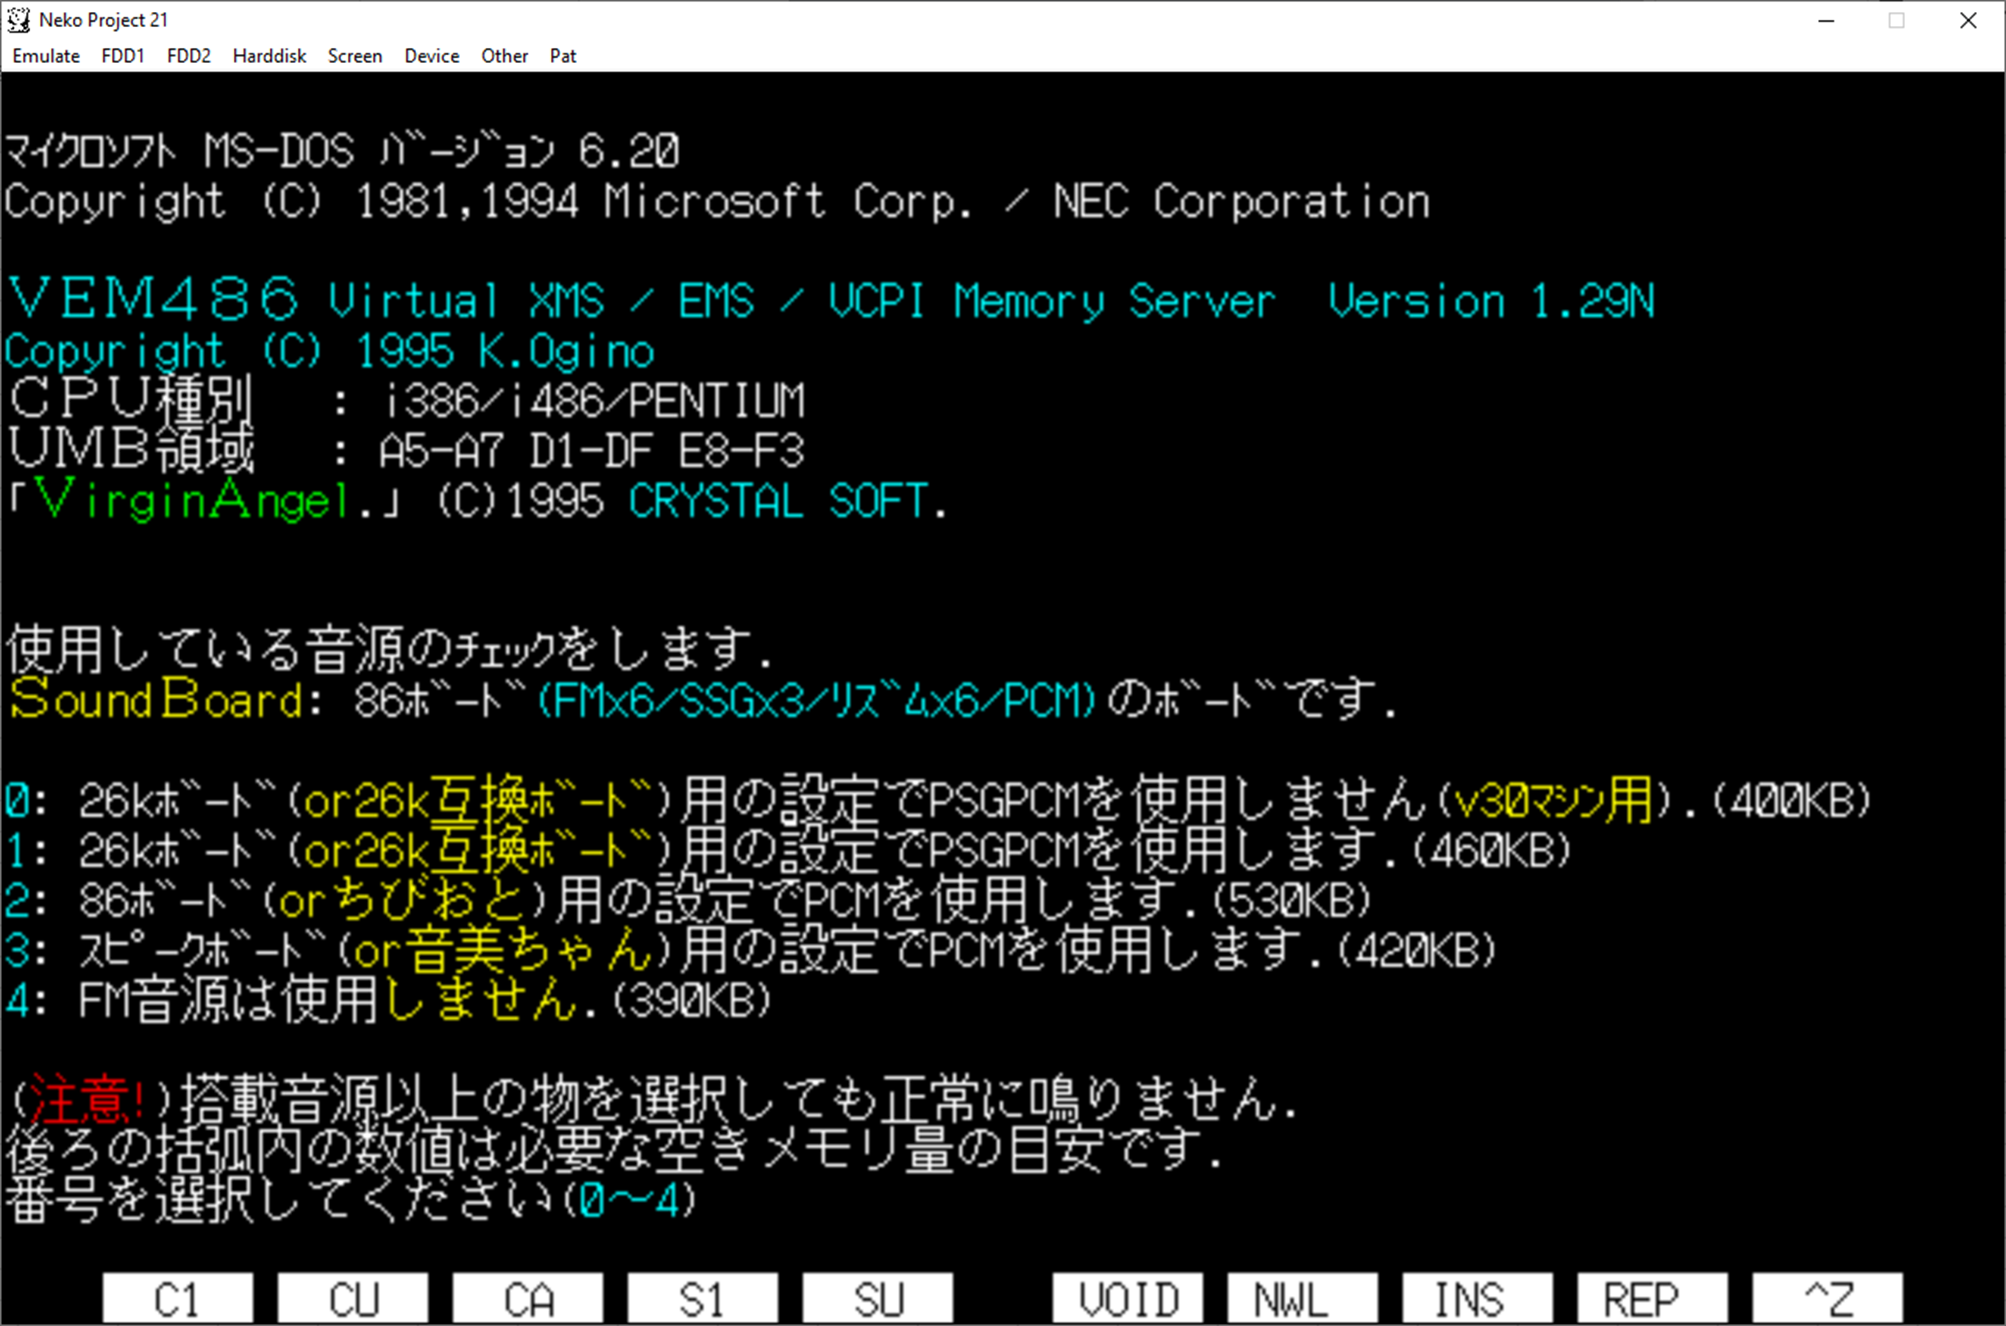 Neko Project 21
Emulate FDD1 FDD2 Harddisk Screen Device Other Pat
ﾏｲｸﾛｿﾌﾄ MS-DOS ﾊﾞｰｼﾞｮﾝ 6.20
Copyright (C) 1981,1994 Microsoft Corp. / NEC Corporation
ＶＥＭ４８６ Virtual XMS / EMS / VCPI Memory Server  Version 1.29N
Copyright (C) 1995 K.Ogino
ＣＰＵ種別   : i386/i486/PENTIUM
ＵＭＢ領域   : A5-A7 D1-DF E8-F3
｢ＶｉｒｇｉｎＡｎｇｅｌ.｣ (C)1995 CRYSTAL SOFT.
使用している音源のﾁｪｯｸをします.
ＳｏｕｎｄＢｏａｒｄ: 86ﾎﾞｰﾄﾞ(FMx6/SSGx3/ﾘｽﾞﾑx6/PCM)のﾎﾞｰﾄﾞです.
0: 26kﾎﾞｰﾄﾞ(or26k互換ﾎﾞｰﾄﾞ)用の設定でPSGPCMを使用しません(v30ﾏｼﾝ用).(400KB)
1: 26kﾎﾞｰﾄﾞ(or26k互換ﾎﾞｰﾄﾞ)用の設定でPSGPCMを使用します.(460KB)
2: 86ﾎﾞｰﾄﾞ(orちびおと)用の設定でPCMを使用します.(530KB)
3: ｽﾋﾟｰｸﾎﾞｰﾄﾞ(or音美ちゃん)用の設定でPCMを使用します.(420KB)
4: FM音源は使用しません.(390KB)
(注意!)搭載音源以上の物を選択しても正常に鳴りません.
後ろの括弧内の数値は必要な空きメモリ量の目安です.
番号を選択してください(0～4)
C1 CU CA S1 SU VOID NWL INS REP ^Z